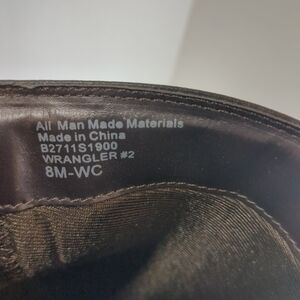 All Man Made Materials
Made in China
B2711S1900
WRANGLER #2
8M-WC